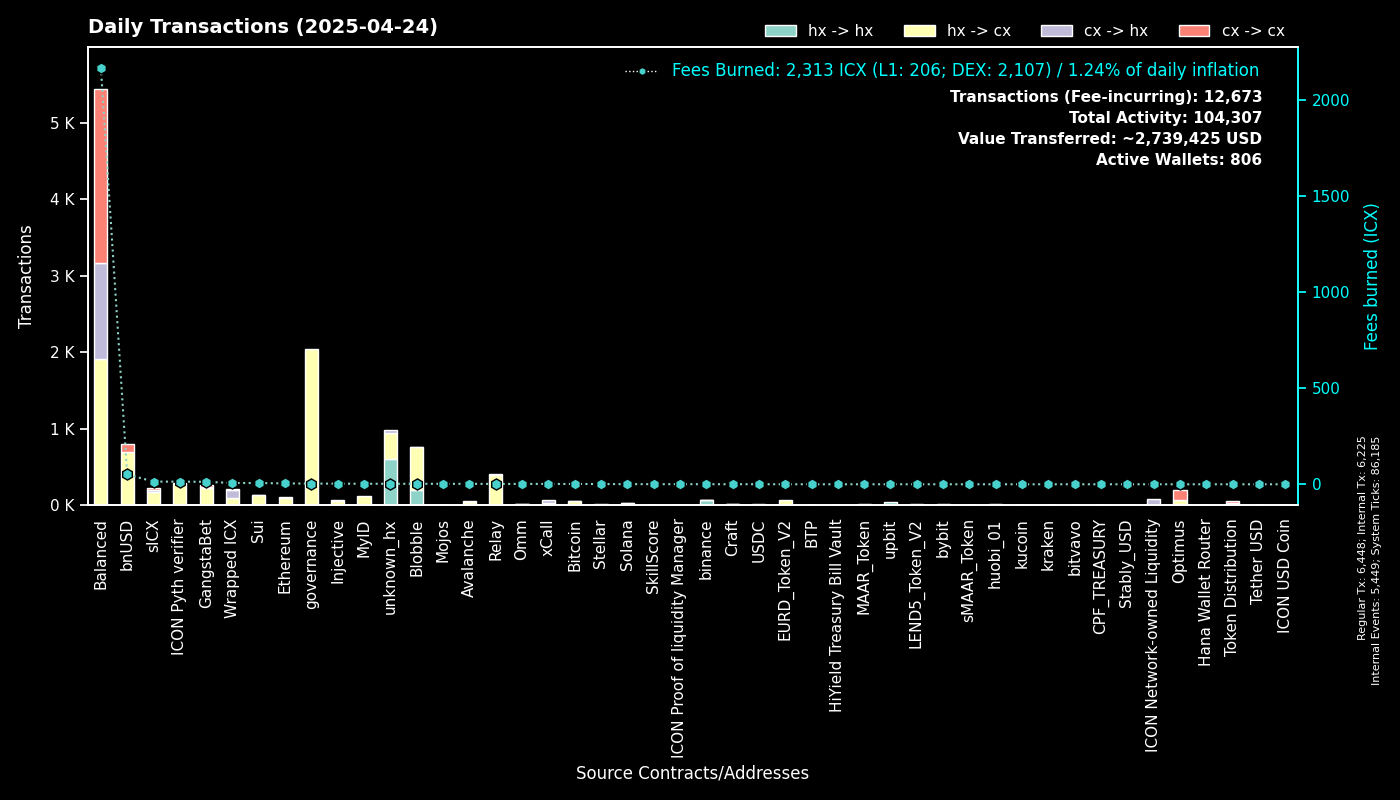 Daily Transactions (2025-04-24)
hx -> hx
hx -> cx
cx -> hx
cx -> cx
Fees Burned: 2,313 ICX (L1: 206; DEX: 2,107) / 1.24% of daily inflation
Transactions (Fee-incurring): 12,673
Total Activity: 104,307
Value Transferred: ~2,739,425 USD
Active Wallets: 806
Transactions
5 K
4 K
3 K
2 K
1 K
0 K
2000
1500
1000
500
0
Fees burned (ICX)
Regular Tx: 6,448; Internal Tx: 6,225
Internal Events: 5,449; System Ticks: 86,185
Balanced
bnUSD
sICX
ICON Pyth verifier
GangstaBet
Wrapped ICX
Sui
Ethereum
governance
Injective
MyID
unknown_hx
Blobble
Mojos
Avalanche
Relay
Omm
xCall
Bitcoin
Stellar
Solana
SkillScore
ICON Proof of liquidity Manager
binance
Craft
USDC
EURD_Token_V2
BTP
HiYield Treasury Bill Vault
MAAR_Token
upbit
LEND5_Token_V2
bybit
sMAAR_Token
huobi_01
kucoin
kraken
bitvavo
CPF_TREASURY
Stably_USD
ICON Network-owned Liquidity
Optimus
Hana Wallet Router
Token Distribution
Tether USD
ICON USD Coin
Source Contracts/Addresses